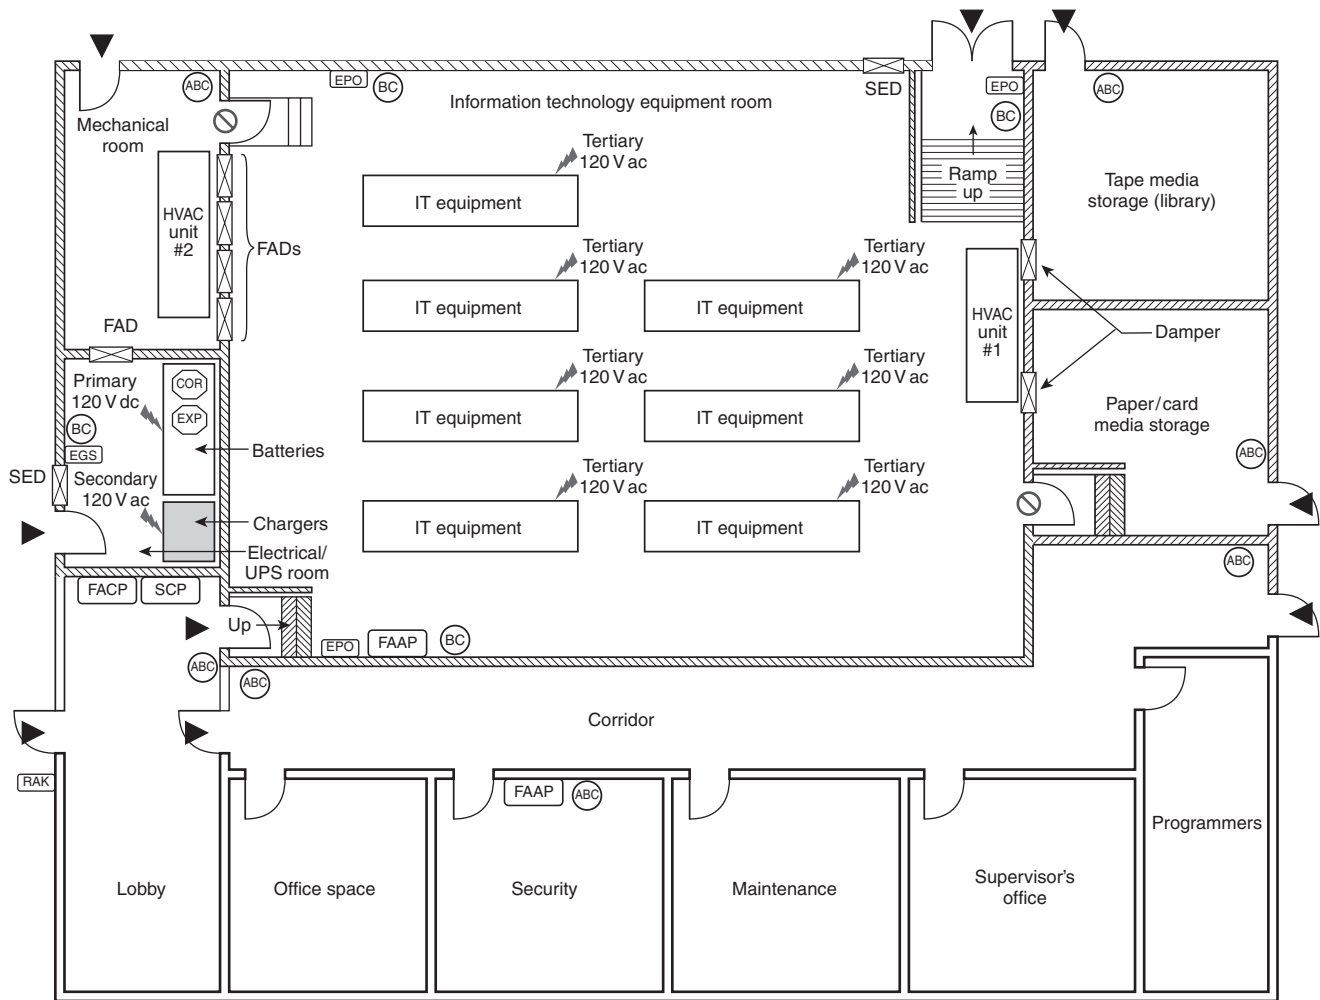 ABC
EPO
BC
SED
EPO
BC
ABC
Information technology equipment room
Mechanical
room
Tertiary
120 V ac
IT equipment
Ramp
up
Tape media
storage (library)
HVAC
unit
#2
FADs
Tertiary
120 V ac
Tertiary
120 V ac
IT equipment
IT equipment
HVAC
unit
#1
Damper
FAD
Primary
120 V dc
COR
EXP
BC
EGS
Batteries
Tertiary
120 V ac
Tertiary
120 V ac
IT equipment
IT equipment
Paper/card
media storage
ABC
SED
Secondary
120 V ac
Chargers
Electrical/
UPS room
Tertiary
120 V ac
Tertiary
120 V ac
IT equipment
IT equipment
ABC
FACP
SCP
Up
EPO
FAAP
BC
ABC
ABC
Corridor
RAK
FAAP
ABC
Lobby
Office space
Security
Maintenance
Supervisor's
office
Programmers